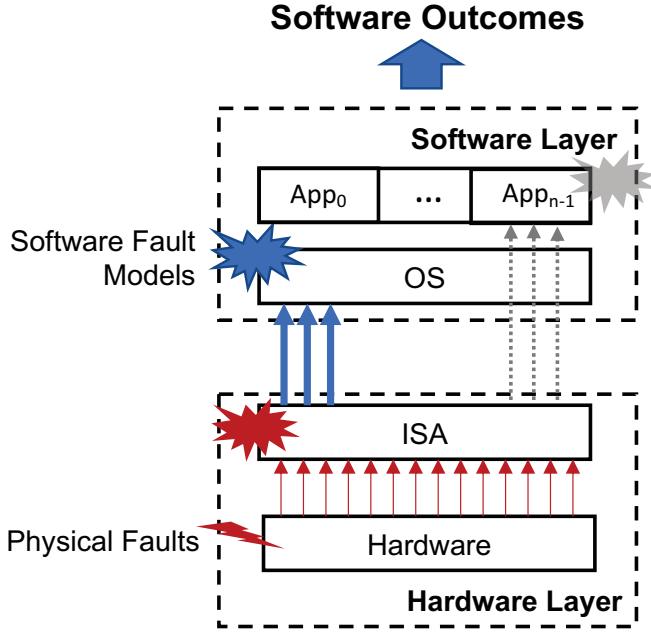 Software Outcomes
Software Layer
App0
...
Appn-1
Software Fault
Models
OS
ISA
Physical Faults
Hardware
Hardware Layer